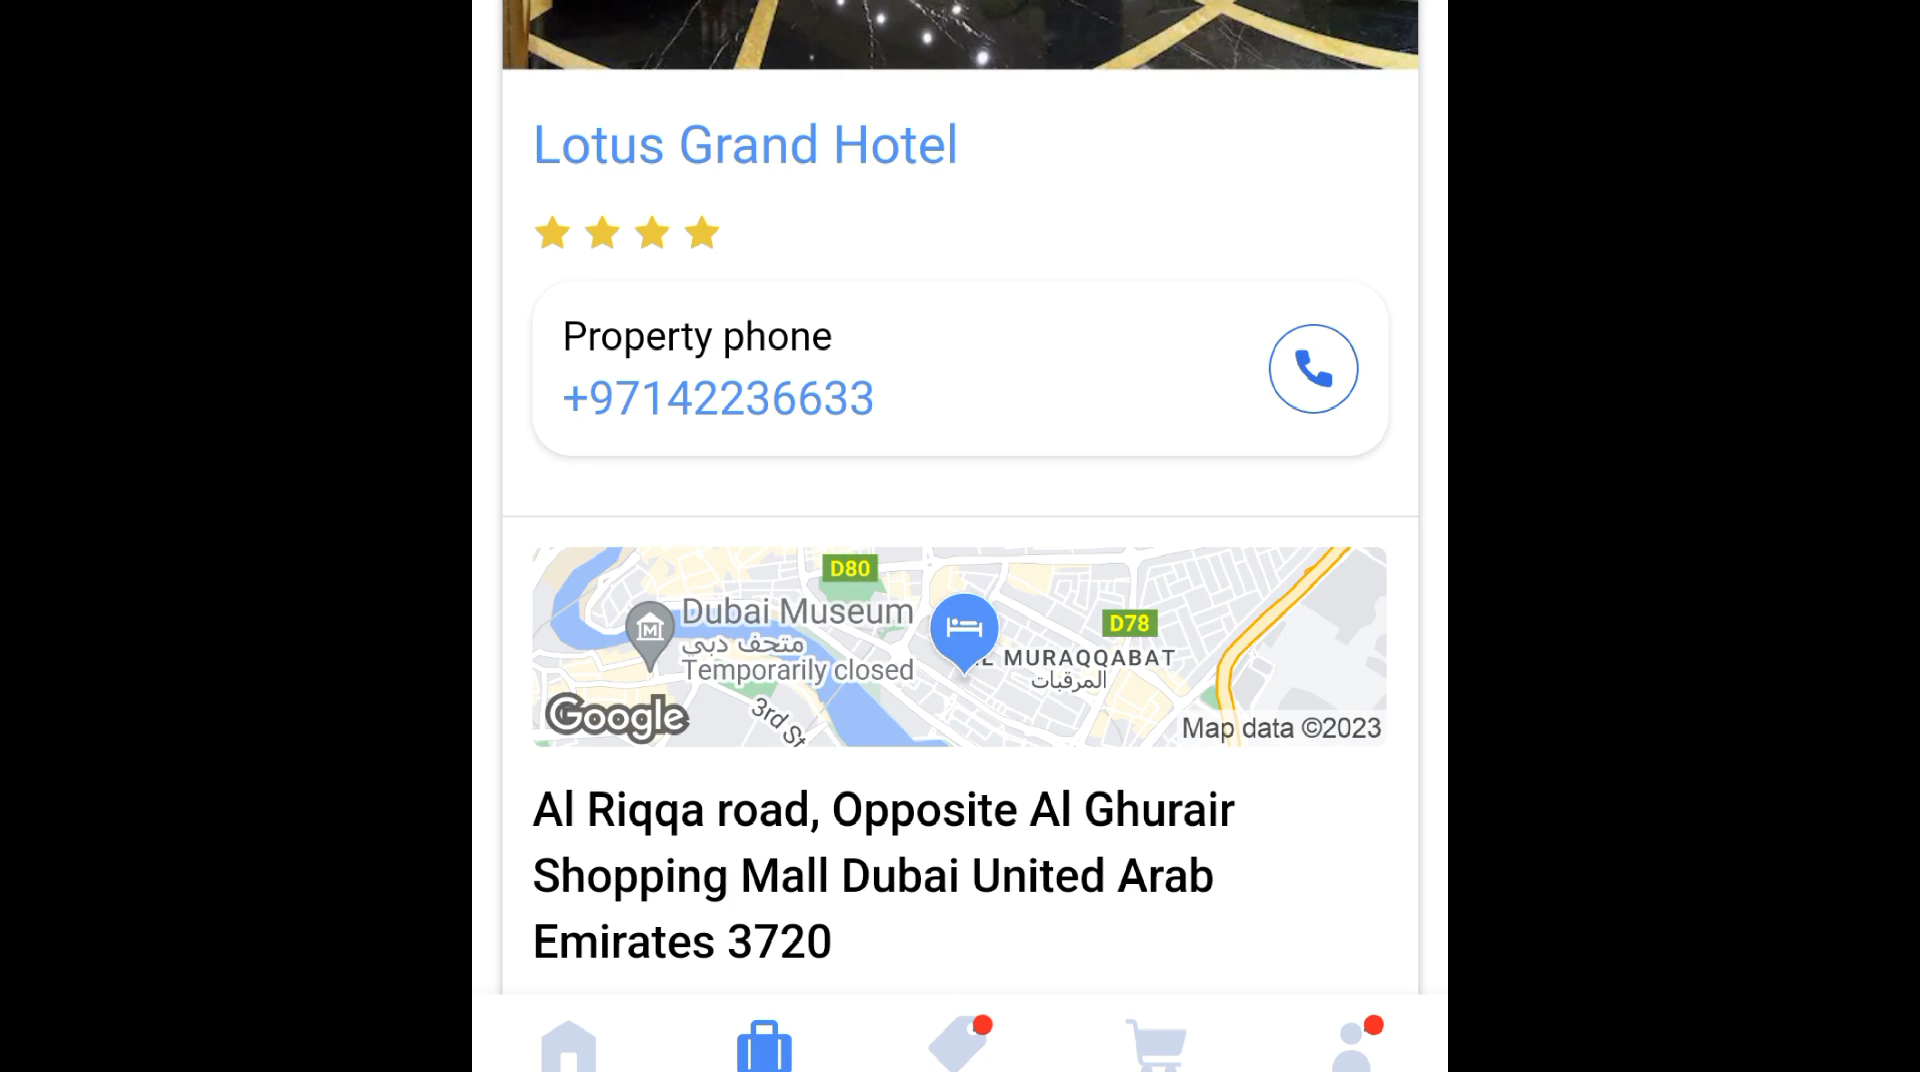 Lotus Grand Hotel
Property phone
+97142236633
D80
Dubai Museum
متحف دبي
Temporarily closed
D78
MURAQQABAT
المرقبات
3rd St
Google
Map data ©2023
Al Riqqa road, Opposite Al Ghurair
Shopping Mall Dubai United Arab
Emirates 3720